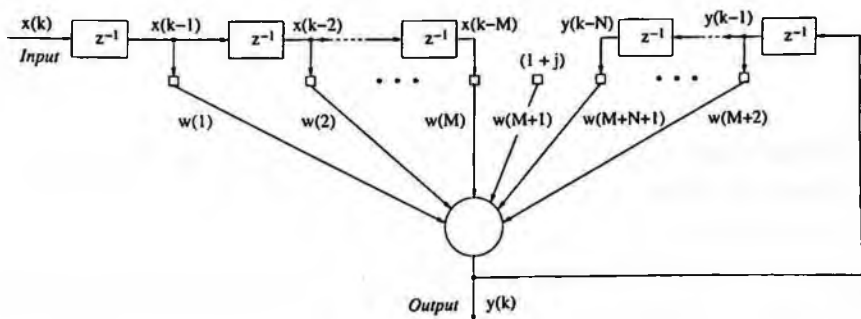 x(k) z⁻¹ x(k-1) z⁻¹ x(k-2) z⁻¹ x(k-M) y(k-N) z⁻¹ y(k-1) z⁻¹
Input (1 + j)
w(1) w(2) w(M) w(M+1) w(M+N+1) w(M+2)
Output y(k)